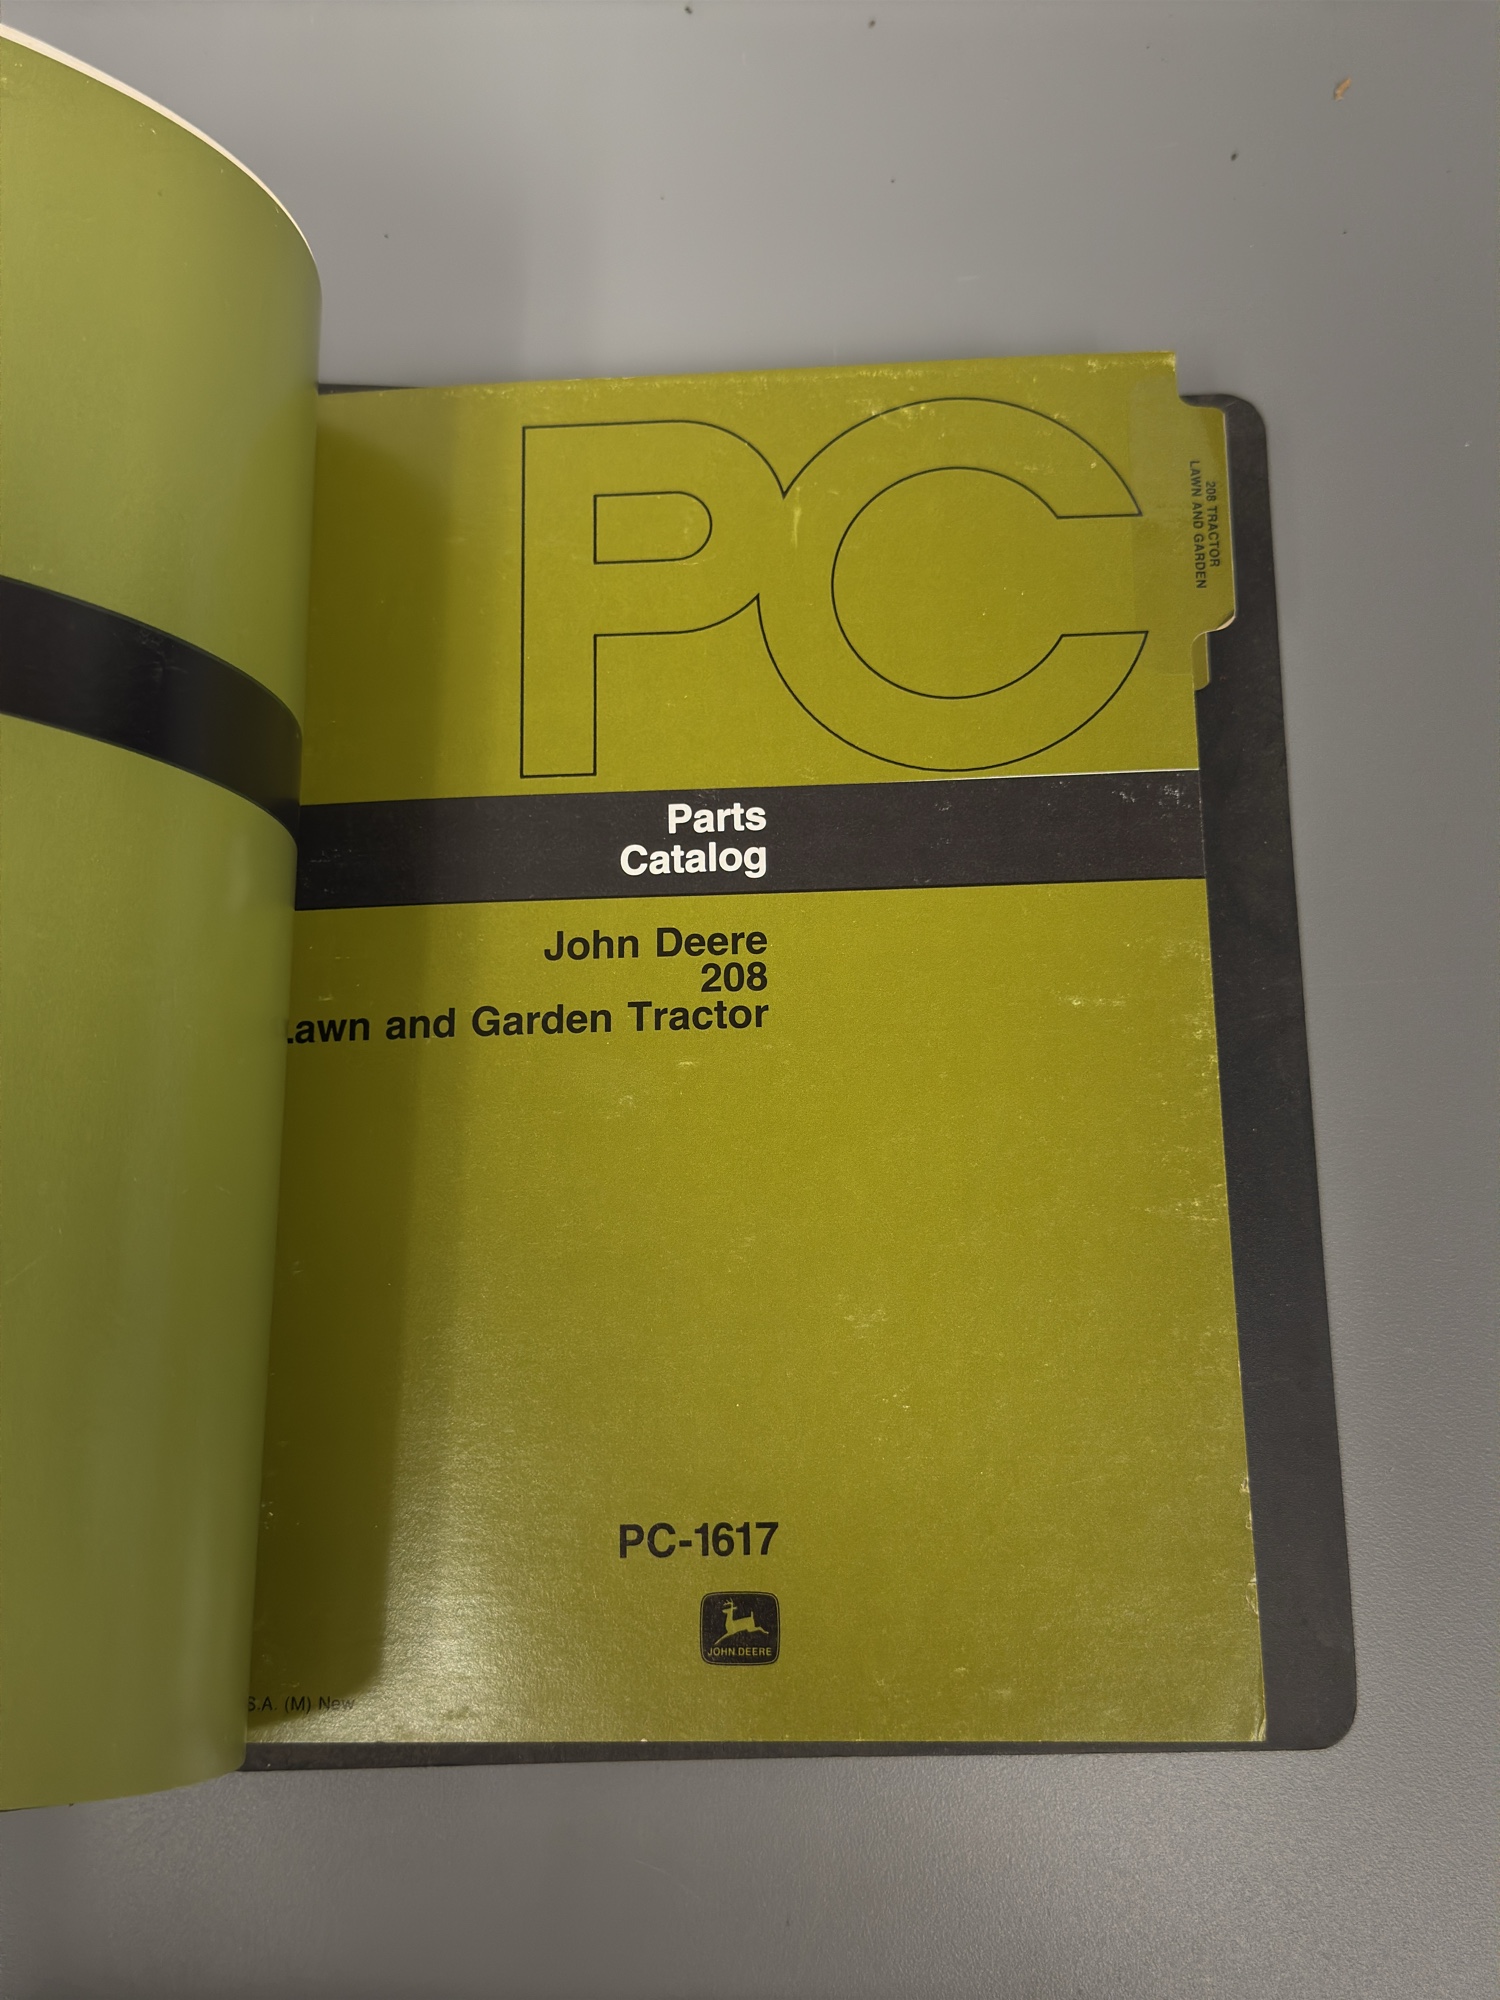 PC
208 TRACTOR
LAWN AND GARDEN
Parts
Catalog
John Deere
208
Lawn and Garden Tractor
PC-1617
JOHN DEERE
S.A. (M) New